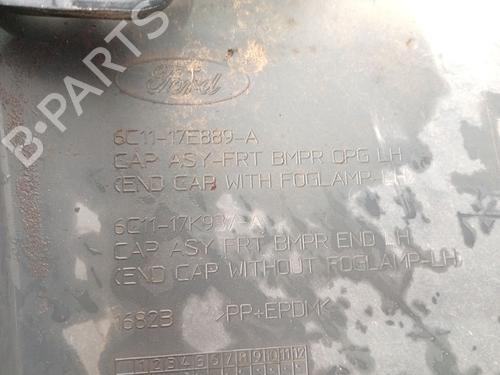 B-PARTS
Ford
6C11-17E889-A
CAP ASY-FRT BMPR OPG LH
(END CAP WITH FOGLAMP-LH)
6C11-17K937-A
CAP ASY FRT BMPR END LH
(END CAP WITHOUT FOGLAMP-LH)
16823 >PP+EPDM<
1 2 3 4 5 6 7 8 9 10 11 12